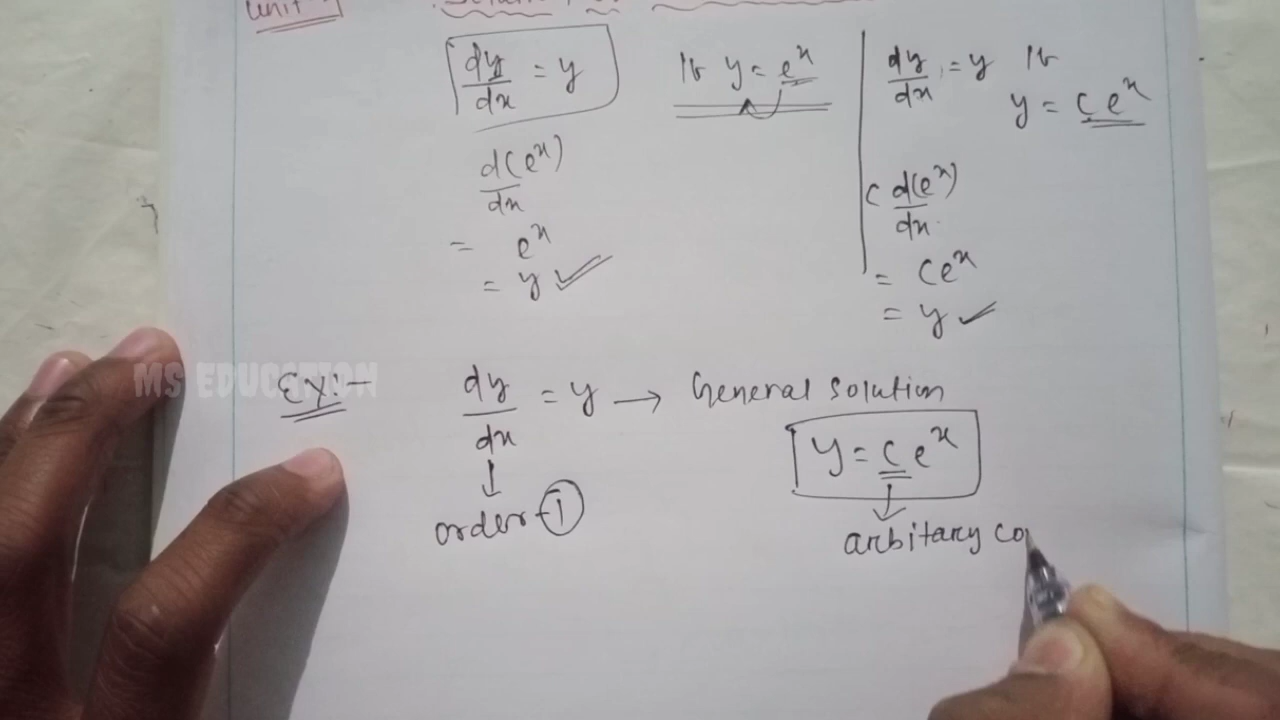 Unit
dy/dx = y
If y = e^x
d(e^x)/dx
= e^x
= y ✓
dy/dx = y If
y = ce^x
c d(e^x)/dx
= ce^x
= y ✓
MS EDUCATION
Ex:-
dy/dx = y → General solution
y = ce^x
↓
order-①
↓
arbitary co